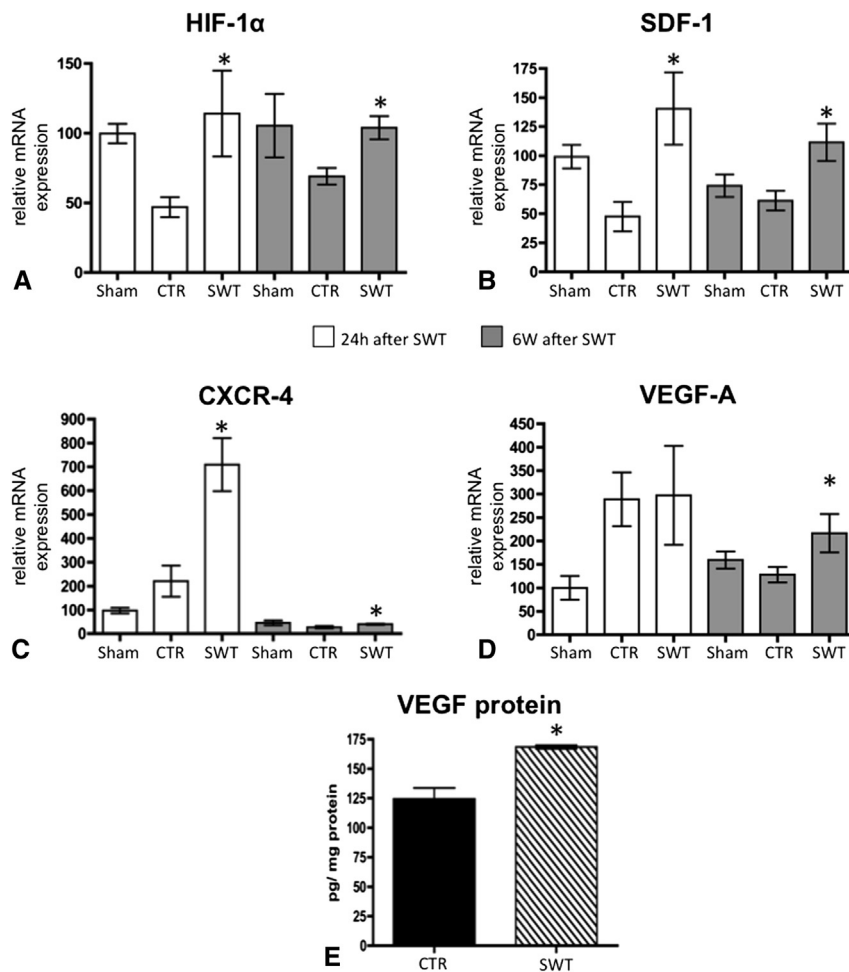 HIF-1α
relative mRNA
expression
150
100
50
0
*
*
Sham CTR SWT Sham CTR SWT
A
SDF-1
relative mRNA
expression
175
150
125
100
75
50
25
0
*
*
Sham CTR SWT Sham CTR SWT
B
24h after SWT
6W after SWT
CXCR-4
relative mRNA
expression
900
800
700
600
500
400
300
200
100
0
*
*
Sham CTR SWT Sham CTR SWT
C
VEGF-A
relative mRNA
expression
450
400
350
300
250
200
150
100
50
0
*
Sham CTR SWT Sham CTR SWT
D
VEGF protein
pg/ mg protein
175
150
125
100
75
50
25
0
*
CTR SWT
E